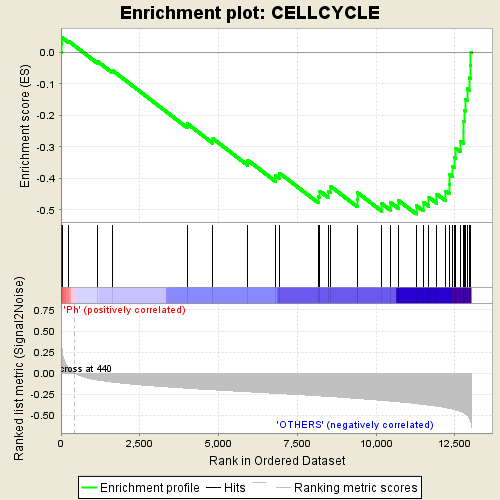 Enrichment plot: CELLCYCLE
Enrichment score (ES)
0.0
-0.1
-0.2
-0.3
-0.4
-0.5
'Ph' (positively correlated)
Ranked list metric (Signal2Noise)
0.75
0.50
0.25
0.00
-0.25
-0.50
cross at 440
'OTHERS' (negatively correlated)
0 2,500 5,000 7,500 10,000 12,500
Rank in Ordered Dataset
Enrichment profile Hits Ranking metric scores